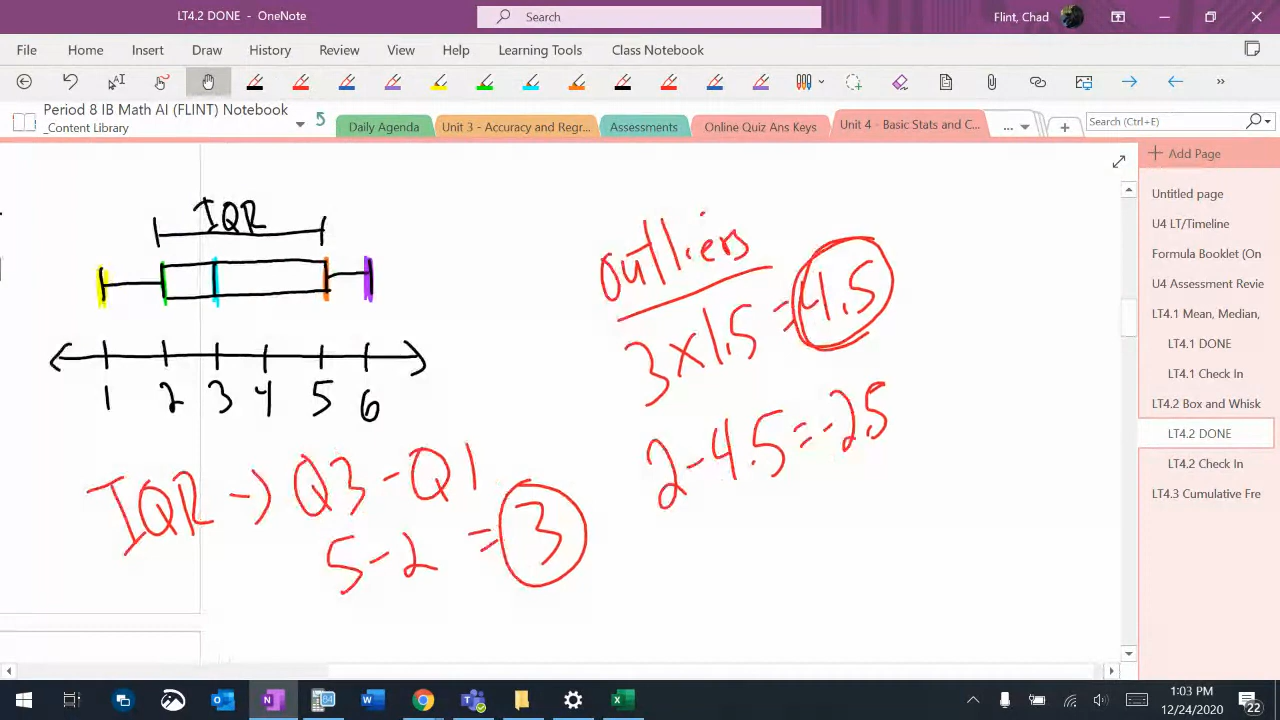 LT4.2 DONE - OneNote
Search
Flint, Chad
File Home Insert Draw History Review View Help Learning Tools Class Notebook
Period 8 IB Math AI (FLINT) Notebook
_Content Library
Daily Agenda
Unit 3 - Accuracy and Regr...
Assessments
Online Quiz Ans Keys
Unit 4 - Basic Stats and C...
...
Search (Ctrl+E)
Add Page
Untitled page
U4 LT/Timeline
Formula Booklet (On
U4 Assessment Revie
LT4.1 Mean, Median,
LT4.1 DONE
LT4.1 Check In
LT4.2 Box and Whisk
LT4.2 DONE
LT4.2 Check In
LT4.3 Cumulative Fre
IQR
1 2 3 4 5 6
IQR → Q3 - Q1
5 - 2 = 3
outliers
3 x 1.5 = 4.5
2 - 4.5 = -2.5
1:03 PM
12/24/2020
22